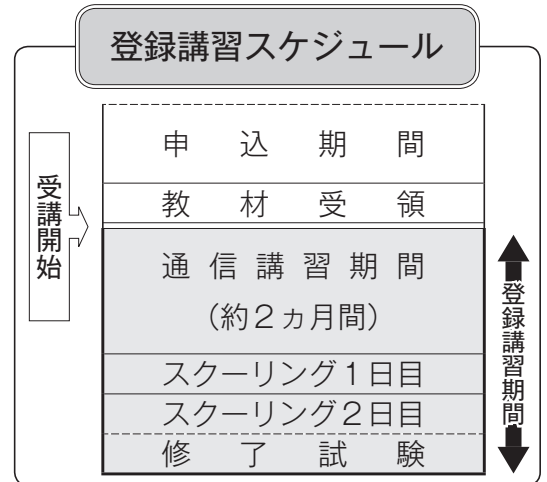 登録講習スケジュール
申込期間
教材受領
受講開始
通信講習期間
（約２ヵ月間）
スクーリング１日目
スクーリング２日目
修了試験
登録講習期間